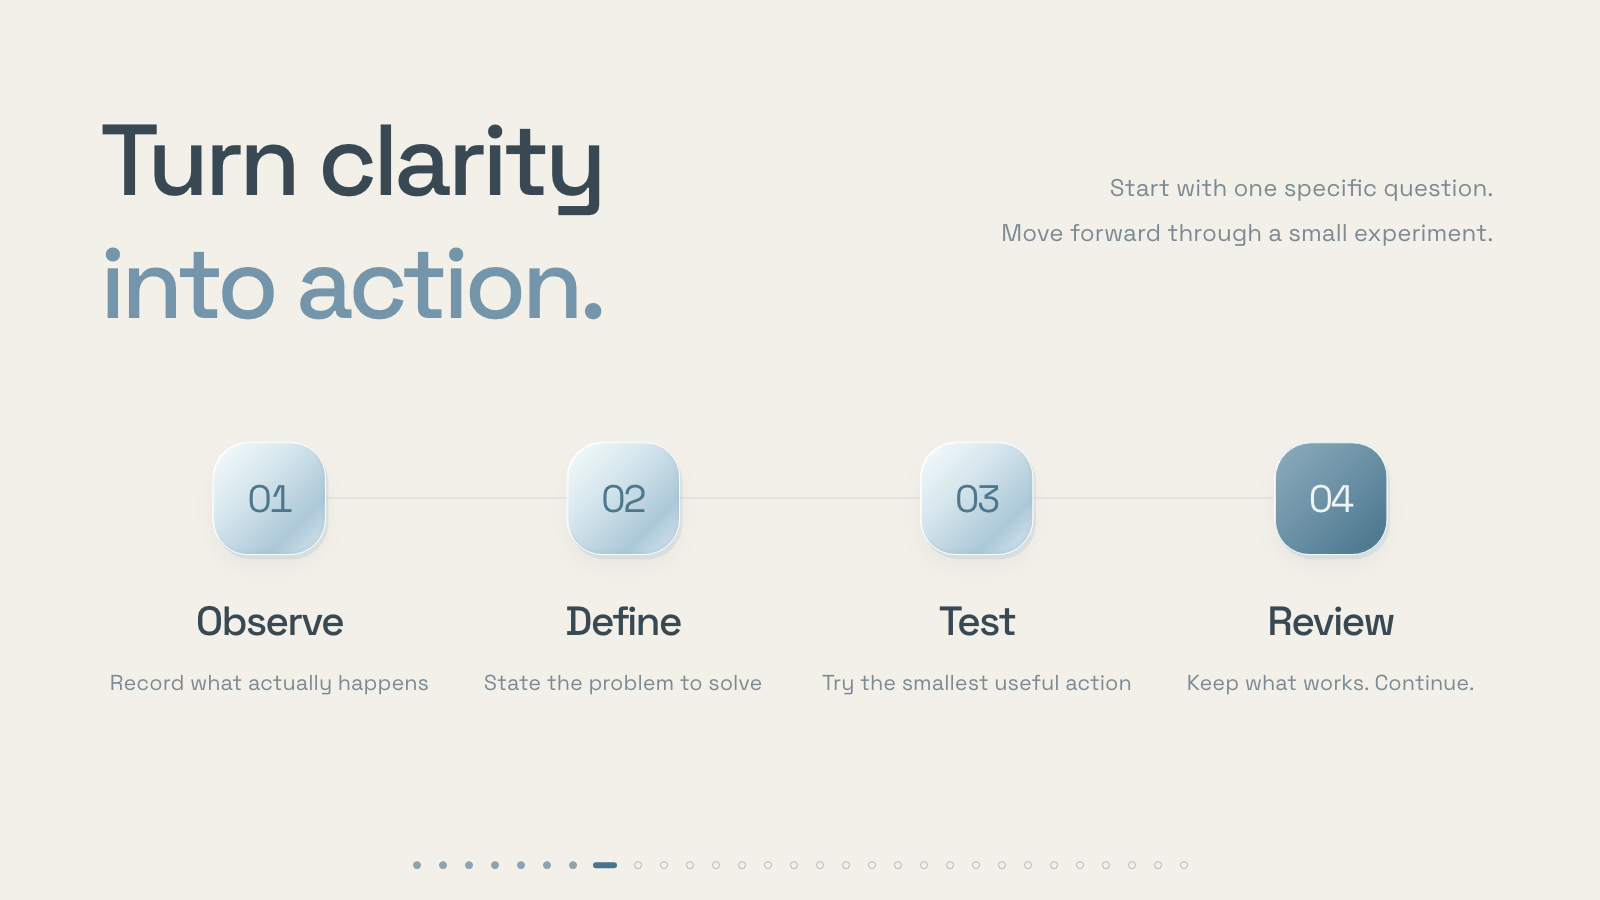 Turn clarity
into action.
Start with one specific question.
Move forward through a small experiment.
01
02
03
04
Observe
Define
Test
Review
Record what actually happens
State the problem to solve
Try the smallest useful action
Keep what works. Continue.